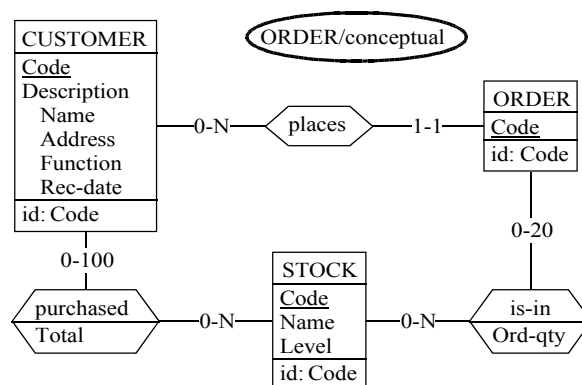 CUSTOMER
Code
Description
Name
Address
Function
Rec-date
id: Code
ORDER/conceptual
0-N
places
1-1
ORDER
Code
id: Code
0-100
0-20
purchased
Total
0-N
STOCK
Code
Name
Level
id: Code
0-N
is-in
Ord-qty